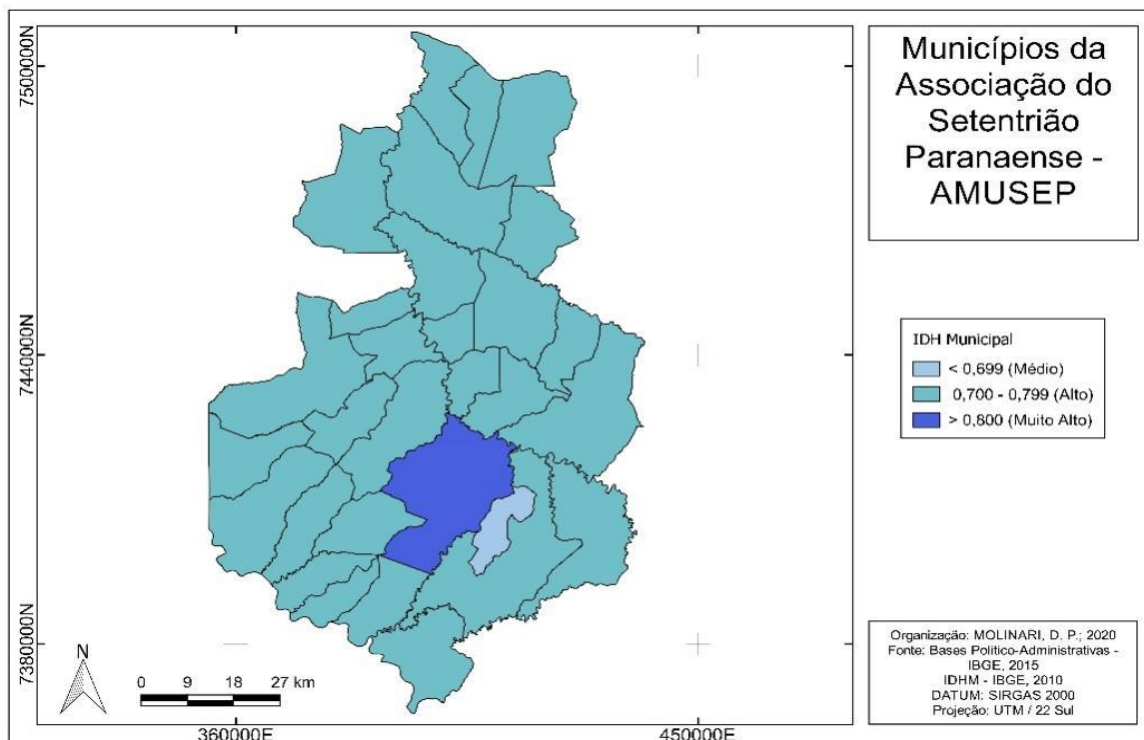 Municípios da
Associação do
Setentrião
Paranaense -
AMUSEP
7500000N
7440000N
7380000N
360000E
450000E
IDH Municipal
< 0,699 (Médio)
0,700 - 0,799 (Alto)
> 0,800 (Muito Alto)
N
0 9 18 27 km
Organização: MOLINARI, D. P.; 2020
Fonte: Bases Politico-Administrativas -
IBGE, 2015
IDHM - IBGE, 2010
DATUM: SIRGAS 2000
Projeção: UTM / 22 Sul